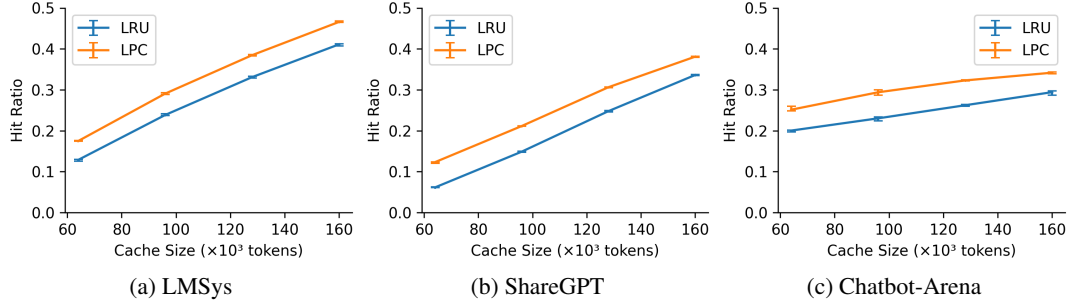 0.5
0.4
0.3
0.2
0.1
0.0
Hit Ratio
LRU
LPC
60 80 100 120 140 160
Cache Size (×10³ tokens)
(a) LMSys
0.5
0.4
0.3
0.2
0.1
0.0
Hit Ratio
LRU
LPC
60 80 100 120 140 160
Cache Size (×10³ tokens)
(b) ShareGPT
0.5
0.4
0.3
0.2
0.1
0.0
Hit Ratio
LRU
LPC
60 80 100 120 140 160
Cache Size (×10³ tokens)
(c) Chatbot-Arena